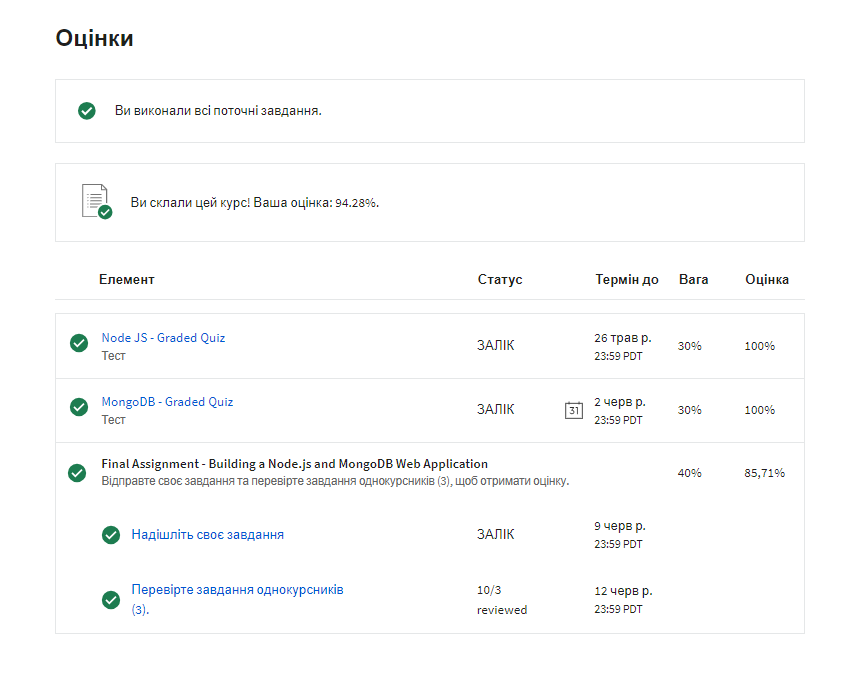 Оцінки
Ви виконали всі поточні завдання.
Ви склали цей курс! Ваша оцінка: 94.28%.
Елемент Статус Термін до Вага Оцінка
Node JS - Graded Quiz
Тест
ЗАЛІК
26 трав р.
23:59 PDT
30%
100%
MongoDB - Graded Quiz
Тест
ЗАЛІК
31
2 черв р.
23:59 PDT
30%
100%
Final Assignment - Building a Node.js and MongoDB Web Application
Відправте своє завдання та перевірте завдання однокурсників (3), щоб отримати оцінку.
40%
85,71%
Надішліть своє завдання
ЗАЛІК
9 черв р.
23:59 PDT
Перевірте завдання однокурсників
(3).
10/3
reviewed
12 черв р.
23:59 PDT